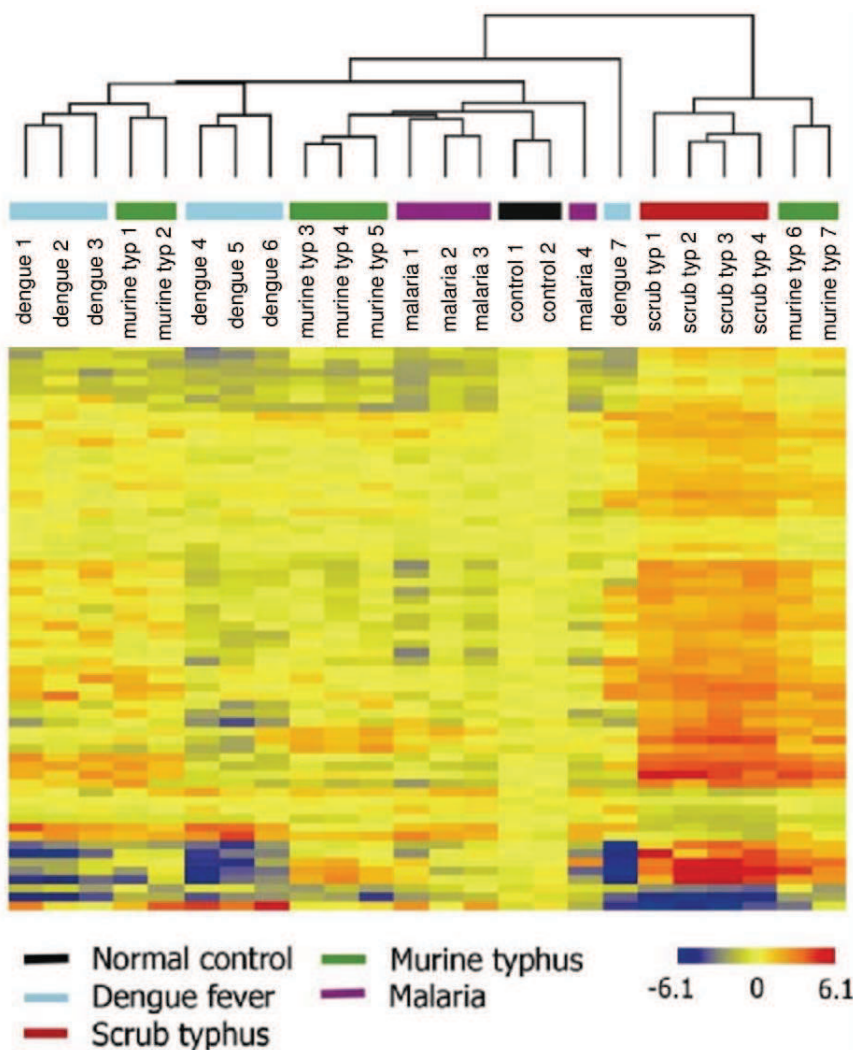 dengue 1
dengue 2
dengue 3
murine typ 1
murine typ 2
dengue 4
dengue 5
dengue 6
murine typ 3
murine typ 4
murine typ 5
malaria 1
malaria 2
malaria 3
control 1
control 2
malaria 4
dengue 7
scrub typ 1
scrub typ 2
scrub typ 3
scrub typ 4
murine typ 6
murine typ 7
Normal control
Dengue fever
Scrub typhus
Murine typhus
Malaria
-6.1 0 6.1